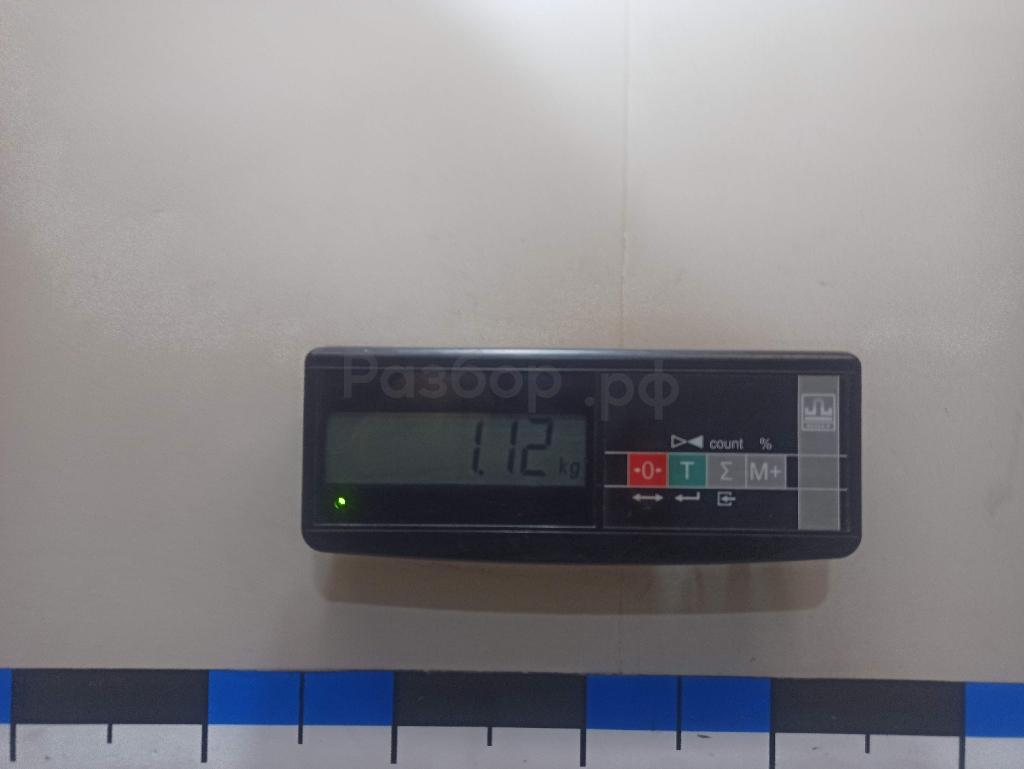 Разбор.рф
1.12 kg
count %
→0← T Σ M+